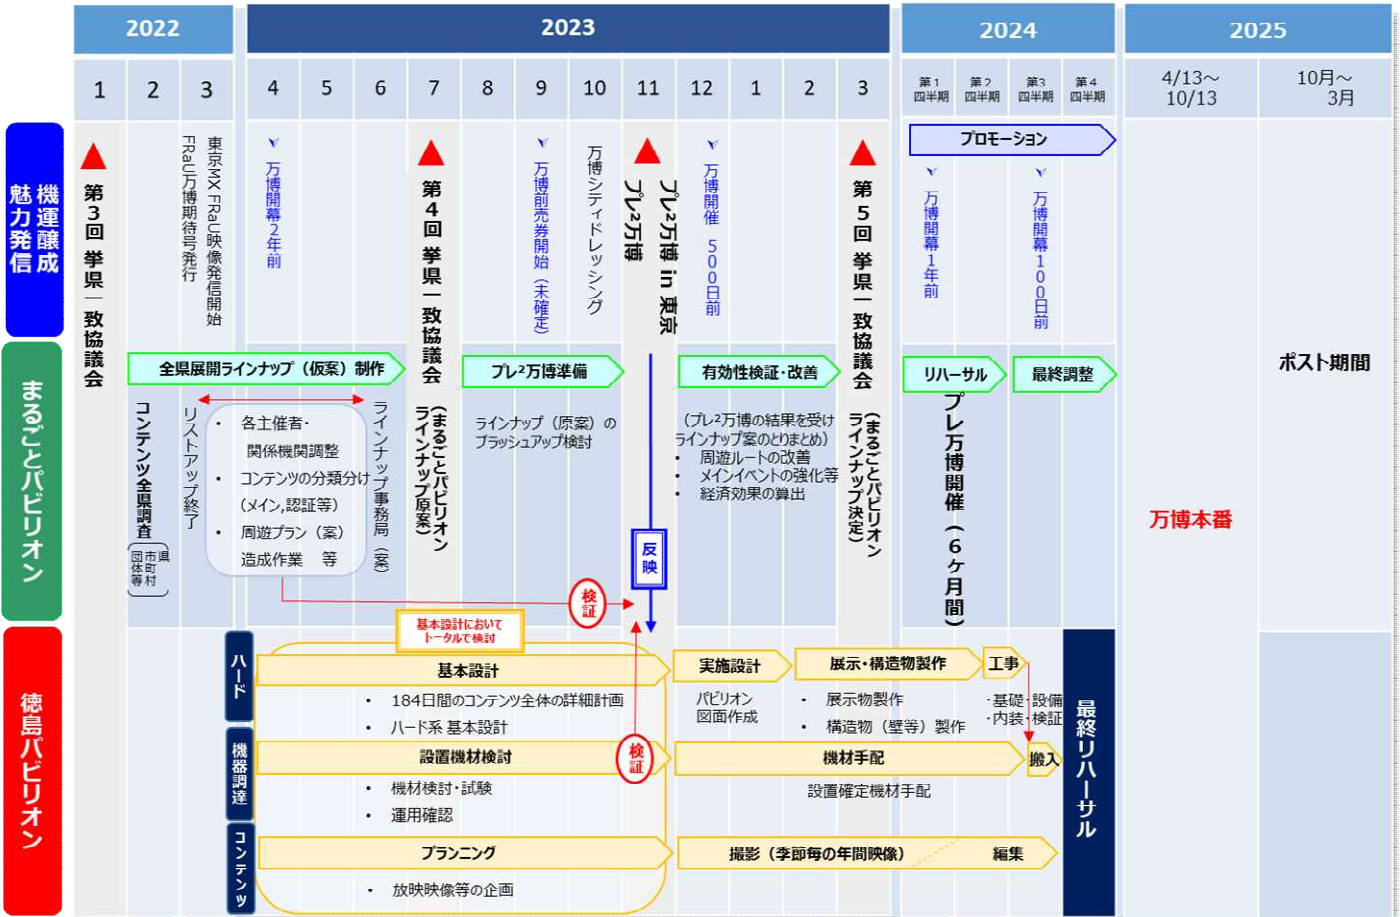 2022
2023
2024
2025
1
2
3
4
5
6
7
8
9
10
11
12
1
2
3
第1
四半期
第2
四半期
第3
四半期
第4
四半期
4/13～
10/13
10月～
3月
機運醸成
魅力発信
第3回 挙県一致協議会
東京MX FRaU映像発信開始
FRaU万博期待号発行
万博開幕2年前
第4回 挙県一致協議会
万博前売券開始（未確定）
万博シティドレッシング
プレ²万博 in 東京
プレ²万博
万博開催 500日前
第5回 挙県一致協議会
プロモーション
万博開幕1年前
万博開幕100日前
まるごとパビリオン
全県展開ラインナップ（仮案）制作
コンテンツ全県調査
県
市町村
団体等
リストアップ終了
• 各主催者・
関係機関調整
• コンテンツの分類分け
（メイン,認証等）
• 周遊プラン（案）
造成作業 等
ラインナップ事務局（案）
（まるごとパビリオン
ラインナップ原案）
プレ²万博準備
ラインナップ（原案）の
ブラッシュアップ検討
反映
検証
有効性検証・改善
（プレ²万博の結果を受け
ラインナップ案のとりまとめ）
• 周遊ルートの改善
• メインイベントの強化等
• 経済効果の算出
（まるごとパビリオン
ラインナップ決定）
リハーサル
最終調整
プレ万博開催（6ケ月間）
万博本番
ポスト期間
徳島パビリオン
ハード
基本設計において
トータルで検討
基本設計
• 184日間のコンテンツ全体の詳細計画
• ハード系 基本設計
実施設計
パビリオン
図面作成
展示・構造物製作
• 展示物製作
• 構造物（壁等）製作
工事
・基礎・設備
・内装・検証
機器調達
設置機材検討
• 機材検討・試験
• 運用確認
検証
機材手配
設置確定機材手配
搬入
コンテンツ
プランニング
• 放映映像等の企画
撮影（季節毎の年間映像）
編集
最終リハーサル